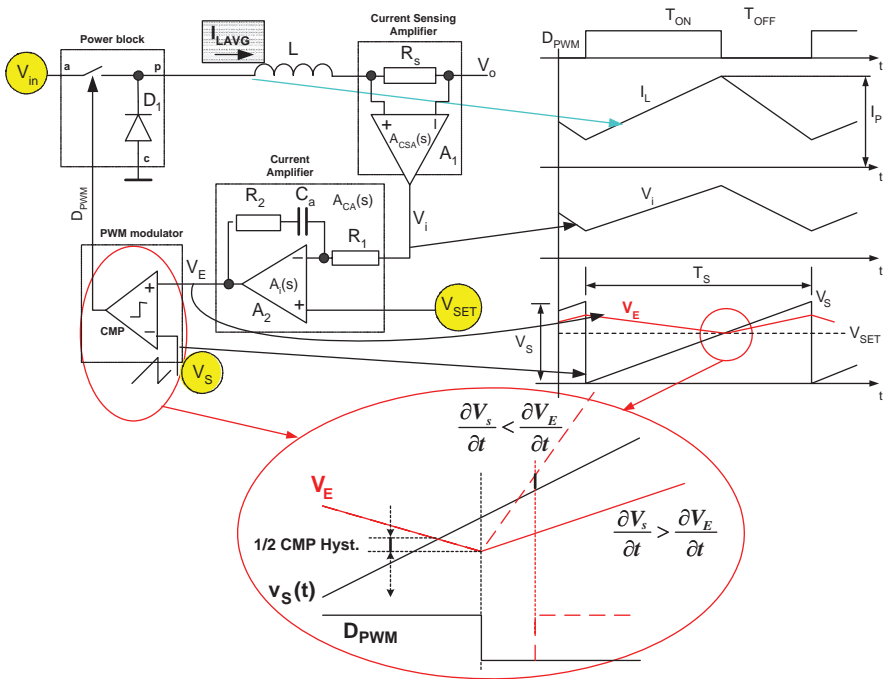 Power block
V_in
a
p
D_1
c
I_LAVG
L
Current Sensing
Amplifier
R_s
V_o
+
A_CSA(s)
A_1
Current
Amplifier
R_2
C_a
A_CA(s)
R_1
V_i
−
A_i(s)
+
A_2
V_SET
D_PWM
PWM modulator
V_E
+
−
CMP
V_S
T_ON
T_OFF
D_PWM
t
I_L
I_P
t
V_i
t
T_S
V_S
V_E
V_S
V_SET
t
∂V_s/∂t < ∂V_E/∂t
V_E
∂V_s/∂t > ∂V_E/∂t
1/2 CMP Hyst.
v_S(t)
D_PWM